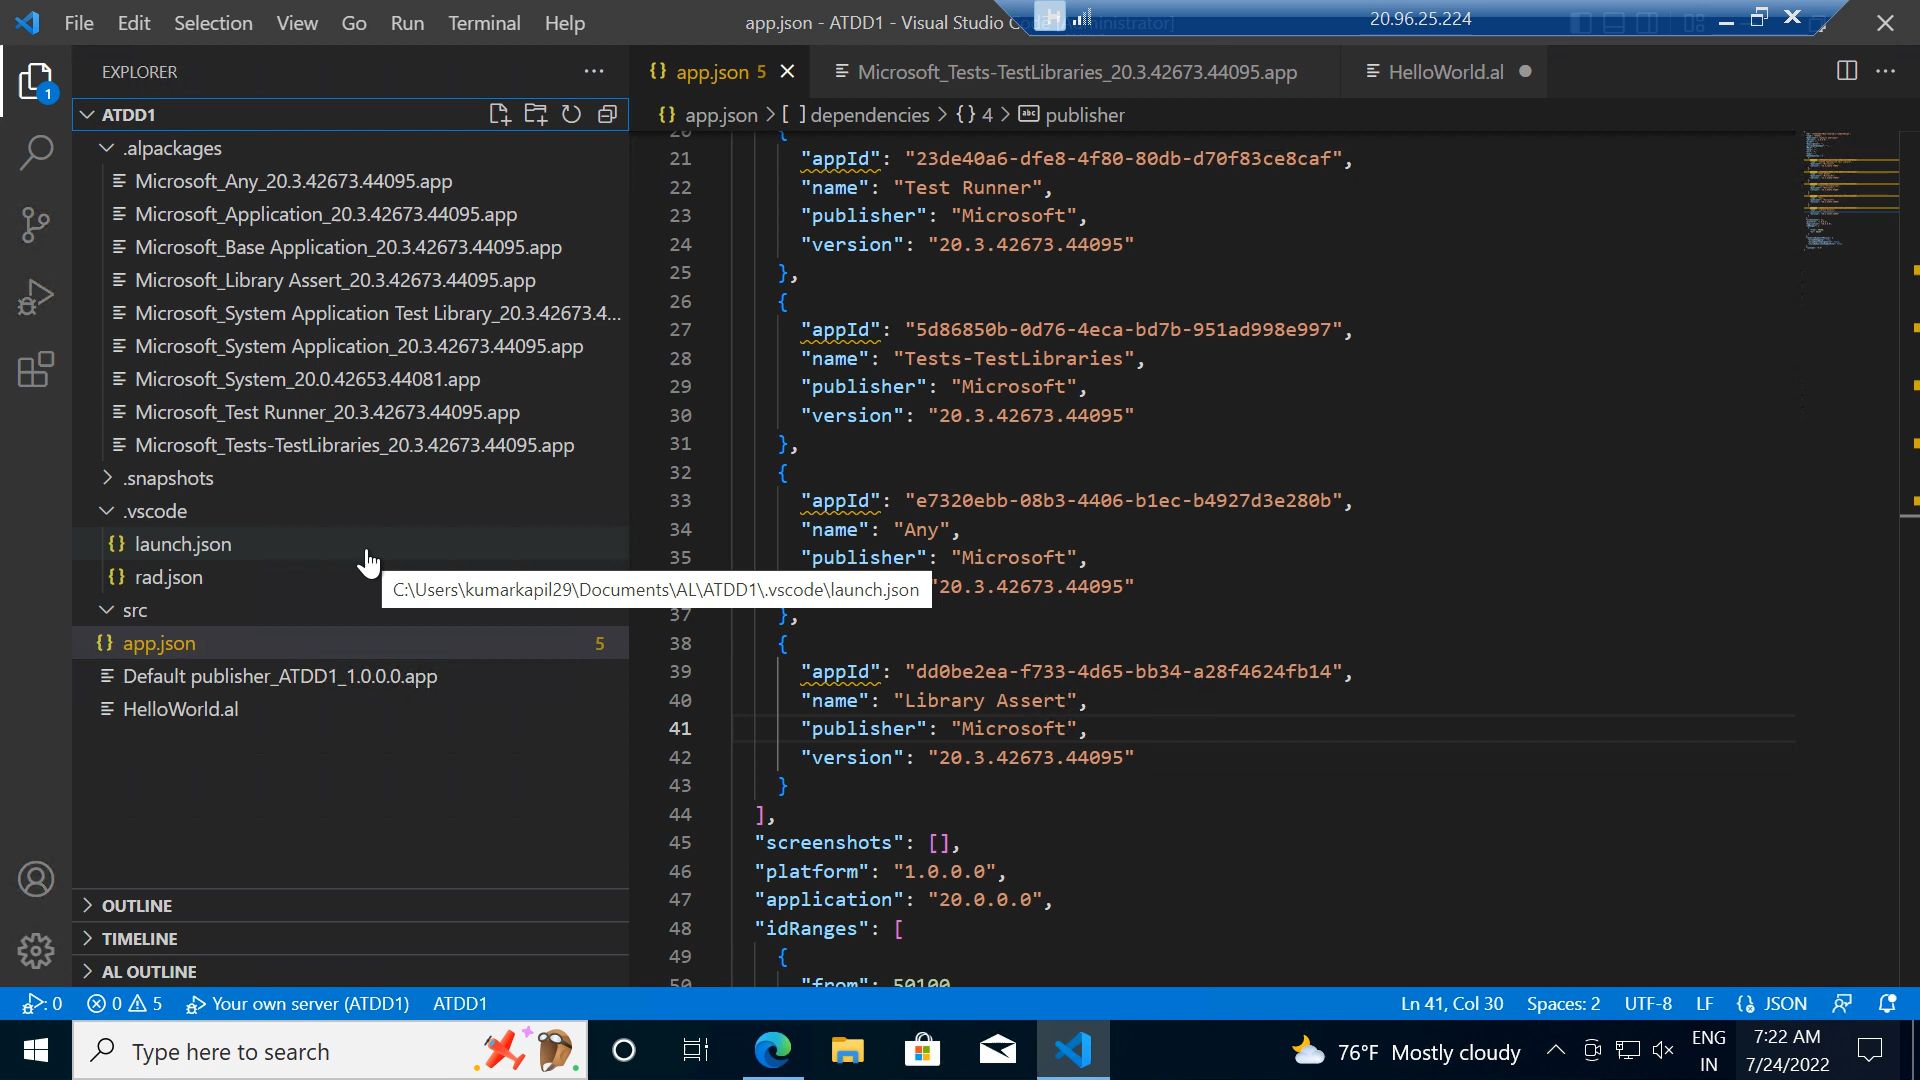 File Edit Selection View Go Run Terminal Help
app.json - ATDD1 - Visual Studio
20.96.25.224
EXPLORER
app.json 5
Microsoft_Tests-TestLibraries_20.3.42673.44095.app
HelloWorld.al
ATDD1
app.json > [ ] dependencies > {} 4 > abc publisher
.alpackages
Microsoft_Any_20.3.42673.44095.app
Microsoft_Application_20.3.42673.44095.app
Microsoft_Base Application_20.3.42673.44095.app
Microsoft_Library Assert_20.3.42673.44095.app
Microsoft_System Application Test Library_20.3.42673.4...
Microsoft_System Application_20.3.42673.44095.app
Microsoft_System_20.0.42653.44081.app
Microsoft_Test Runner_20.3.42673.44095.app
Microsoft_Tests-TestLibraries_20.3.42673.44095.app
.snapshots
.vscode
launch.json
rad.json
C:\Users\kumarkapil29\Documents\AL\ATDD1\.vscode\launch.json
src
app.json 5
Default publisher_ATDD1_1.0.0.0.app
HelloWorld.al
OUTLINE
TIMELINE
AL OUTLINE
20 {
21 "appId": "23de40a6-dfe8-4f80-80db-d70f83ce8caf",
22 "name": "Test Runner",
23 "publisher": "Microsoft",
24 "version": "20.3.42673.44095"
25 },
26 {
27 "appId": "5d86850b-0d76-4eca-bd7b-951ad998e997",
28 "name": "Tests-TestLibraries",
29 "publisher": "Microsoft",
30 "version": "20.3.42673.44095"
31 },
32 {
33 "appId": "e7320ebb-08b3-4406-b1ec-b4927d3e280b",
34 "name": "Any",
35 "publisher": "Microsoft",
"20.3.42673.44095"
37 },
38 {
39 "appId": "dd0be2ea-f733-4d65-bb34-a28f4624fb14",
40 "name": "Library Assert",
41 "publisher": "Microsoft",
42 "version": "20.3.42673.44095"
43 }
44 ],
45 "screenshots": [],
46 "platform": "1.0.0.0",
47 "application": "20.0.0.0",
48 "idRanges": [
49 {
50 "from": 50100,
0 0 5 Your own server (ATDD1) ATDD1
Ln 41, Col 30 Spaces: 2 UTF-8 LF {} JSON
Type here to search
76°F Mostly cloudy
ENG
IN
7:22 AM
7/24/2022